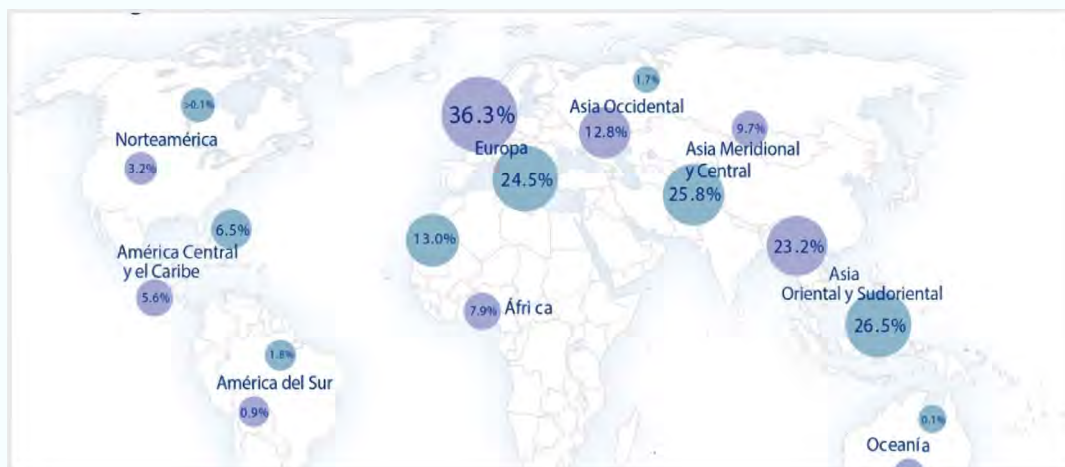 >0.1%
Norteamérica
3.2%
6.5%
América Central
y el Caribe
5.6%
1.8%
América del Sur
0.9%
36.3%
Europa
24.5%
13.0%
7.9%
África
1.7%
Asia Occidental
12.8%
9.7%
Asia Meridional
y Central
25.8%
23.2%
Asia
Oriental y Sudoriental
26.5%
0.1%
Oceanía